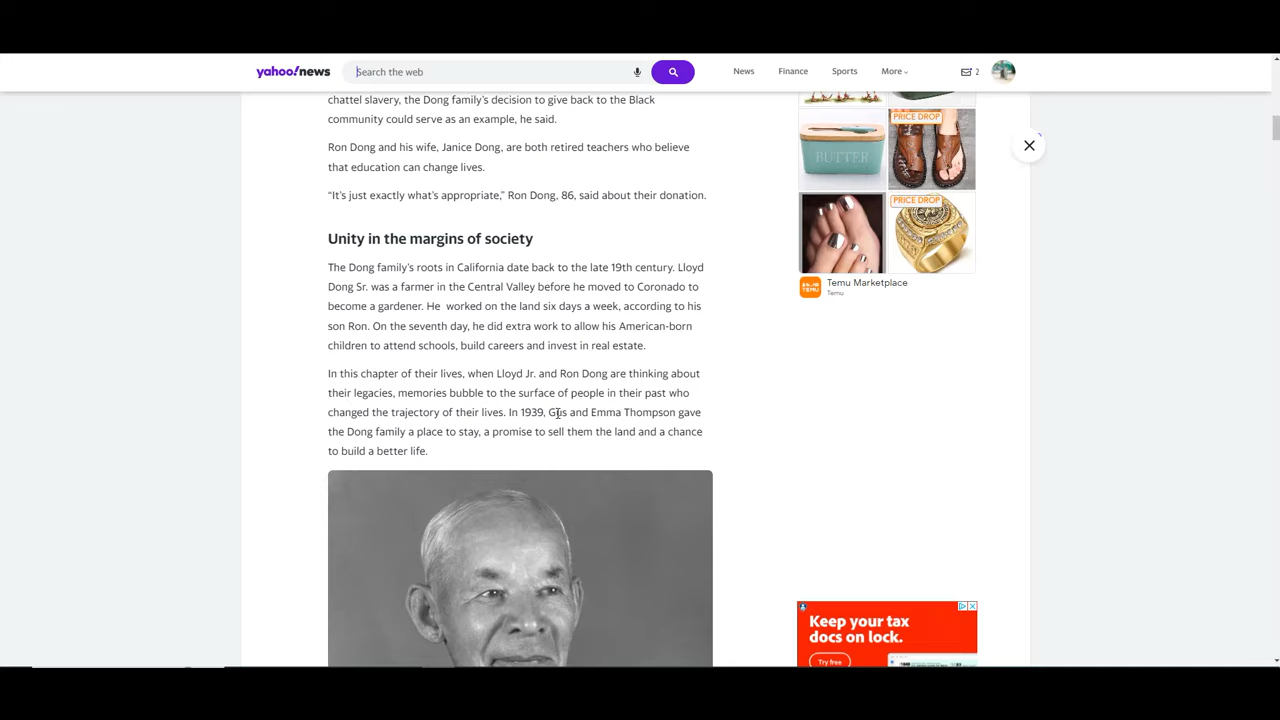 yahoo!news
Search the web
News
Finance
Sports
More
2
chattel slavery, the Dong family's decision to give back to the Black
community could serve as an example, he said.
Ron Dong and his wife, Janice Dong, are both retired teachers who believe
that education can change lives.
“It's just exactly what's appropriate,” Ron Dong, 86, said about their donation.
Unity in the margins of society
The Dong family's roots in California date back to the late 19th century. Lloyd
Dong Sr. was a farmer in the Central Valley before he moved to Coronado to
become a gardener. He worked on the land six days a week, according to his
son Ron. On the seventh day, he did extra work to allow his American-born
children to attend schools, build careers and invest in real estate.
In this chapter of their lives, when Lloyd Jr. and Ron Dong are thinking about
their legacies, memories bubble to the surface of people in their past who
changed the trajectory of their lives. In 1939, Gus and Emma Thompson gave
the Dong family a place to stay, a promise to sell them the land and a chance
to build a better life.
PRICE DROP
BUTTER
PRICE DROP
TEMU
Temu Marketplace
Temu
Keep your tax
docs on lock.
Try free